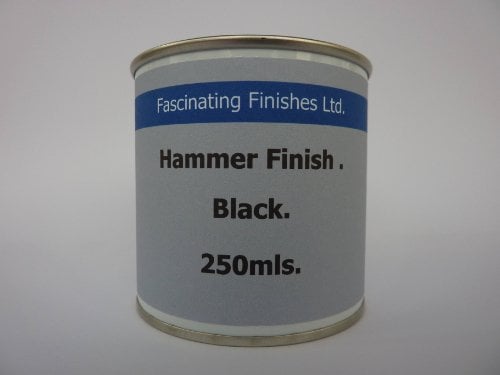 Fascinating Finishes Ltd.
Hammer Finish .
Black.
250mls.